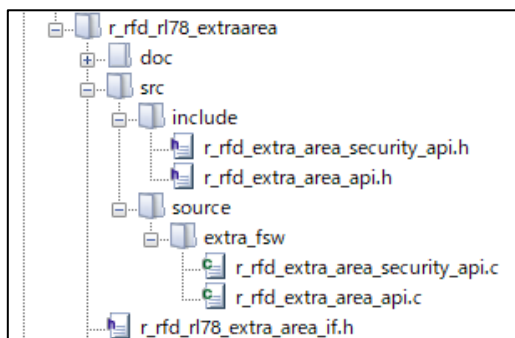 r_rfd_rl78_extraarea
doc
src
include
r_rfd_extra_area_security_api.h
r_rfd_extra_area_api.h
source
extra_fsw
r_rfd_extra_area_security_api.c
r_rfd_extra_area_api.c
r_rfd_rl78_extra_area_if.h